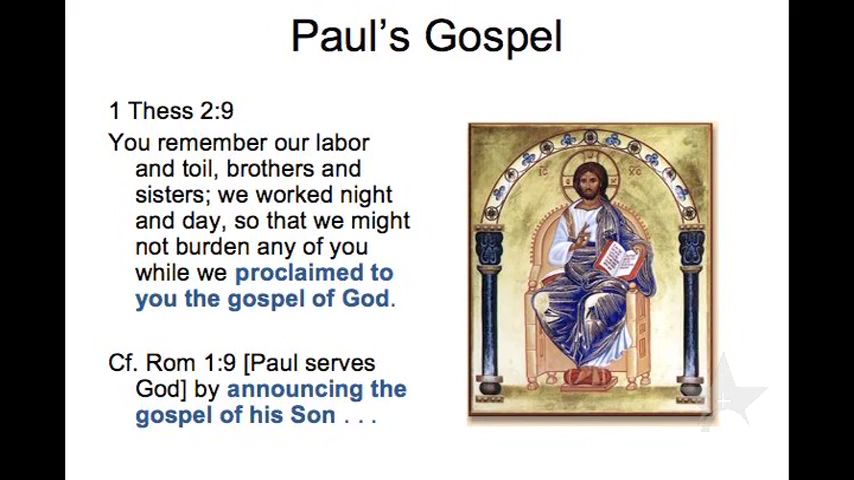 Paul's Gospel
1 Thess 2:9
You remember our labor
and toil, brothers and
sisters; we worked night
and day, so that we might
not burden any of you
while we proclaimed to
you the gospel of God.
Cf. Rom 1:9 [Paul serves
God] by announcing the
gospel of his Son . . .